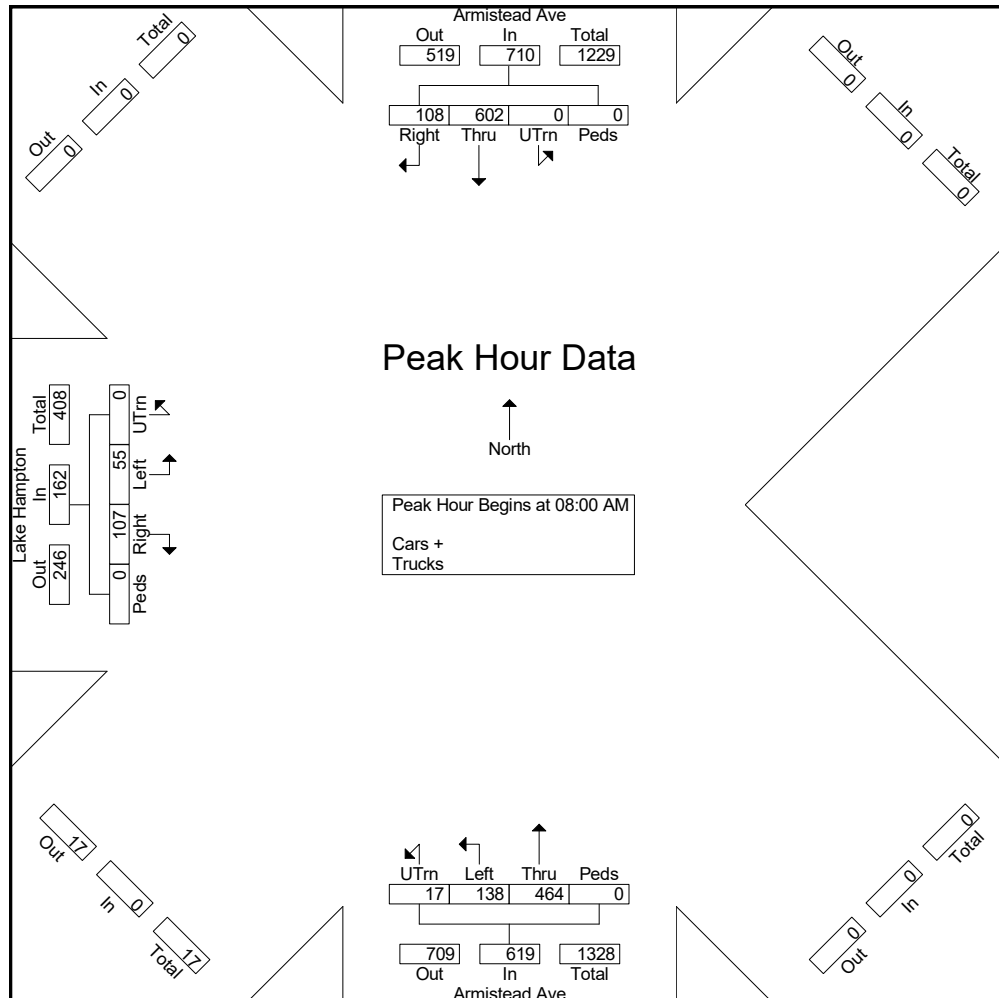 Armistead Ave
Out In Total
519 710 1229
108 602 0 0
Right Thru UTrn Peds
Total 0
In 0
Out 0
Out 0
In 0
Total 0
Peak Hour Data
North
Peak Hour Begins at 08:00 AM
Cars +
Trucks
Lake Hampton
Out In Total
246 162 408
0 107 55 0
Peds Right Left UTrn
17 Out
0 In
17 Total
0 Total
0 In
0 Out
UTrn Left Thru Peds
17 138 464 0
709 619 1328
Out In Total
Armistead Ave